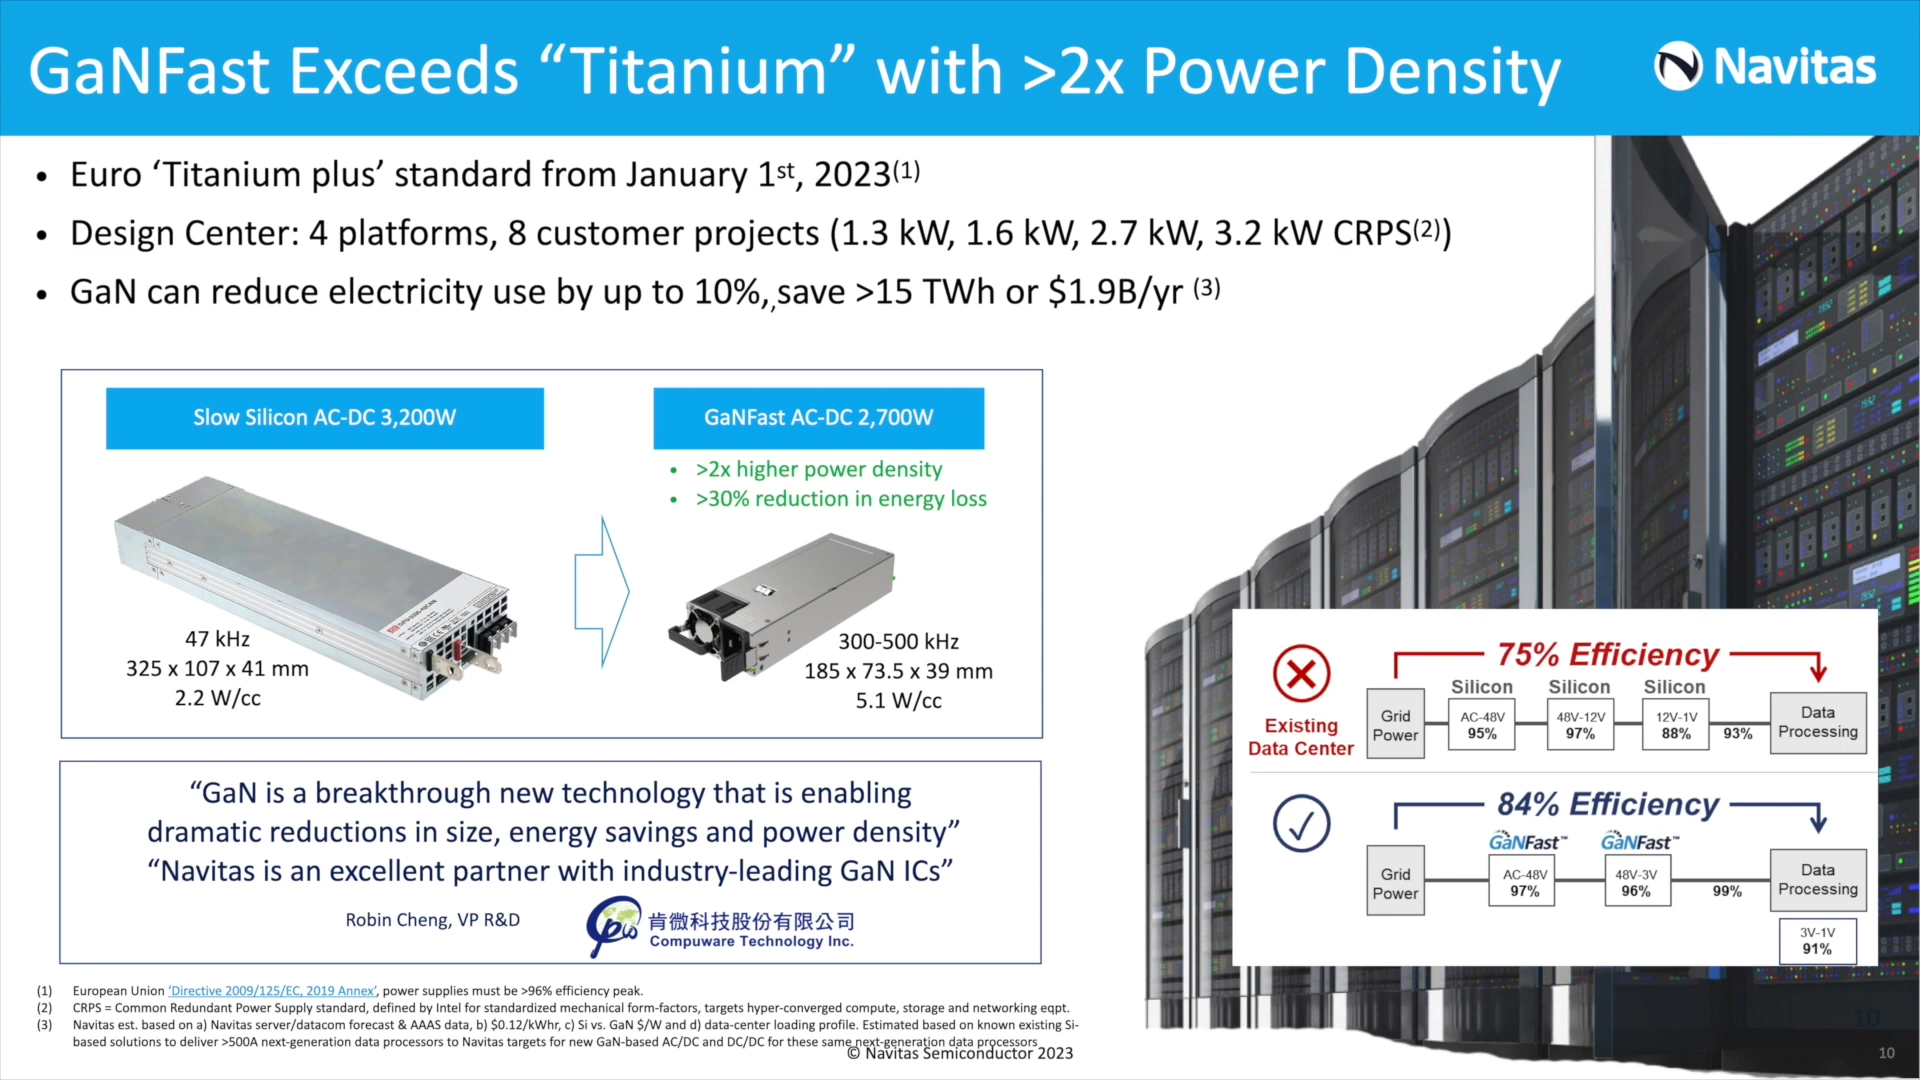 GaNFast Exceeds “Titanium” with >2x Power Density
Navitas
• Euro ‘Titanium plus’ standard from January 1st, 2023(1)
• Design Center: 4 platforms, 8 customer projects (1.3 kW, 1.6 kW, 2.7 kW, 3.2 kW CRPS(2))
• GaN can reduce electricity use by up to 10%,,save >15 TWh or $1.9B/yr (3)
Slow Silicon AC-DC 3,200W
47 kHz
325 x 107 x 41 mm
2.2 W/cc
GaNFast AC-DC 2,700W
• >2x higher power density
• >30% reduction in energy loss
300-500 kHz
185 x 73.5 x 39 mm
5.1 W/cc
“GaN is a breakthrough new technology that is enabling
dramatic reductions in size, energy savings and power density”
“Navitas is an excellent partner with industry-leading GaN ICs”
Robin Cheng, VP R&D
肯微科技股份有限公司
Compuware Technology Inc.
75% Efficiency
Existing
Data Center
Grid
Power
Silicon
AC-48V
95%
Silicon
48V-12V
97%
Silicon
12V-1V
88%
93%
Data
Processing
84% Efficiency
Grid
Power
GaNFast™
AC-48V
97%
GaNFast™
48V-3V
96%
99%
Data
Processing
3V-1V
91%
(1) European Union ‘Directive 2009/125/EC, 2019 Annex’, power supplies must be >96% efficiency peak.
(2) CRPS = Common Redundant Power Supply standard, defined by Intel for standardized mechanical form-factors, targets hyper-converged compute, storage and networking eqpt.
(3) Navitas est. based on a) Navitas server/datacom forecast & AAAS data, b) $0.12/kWhr, c) Si vs. GaN $/W and d) data-center loading profile. Estimated based on known existing Si-
based solutions to deliver >500A next-generation data processors to Navitas targets for new GaN-based AC/DC and DC/DC for these same next-generation data processors
© Navitas Semiconductor 2023
10
10